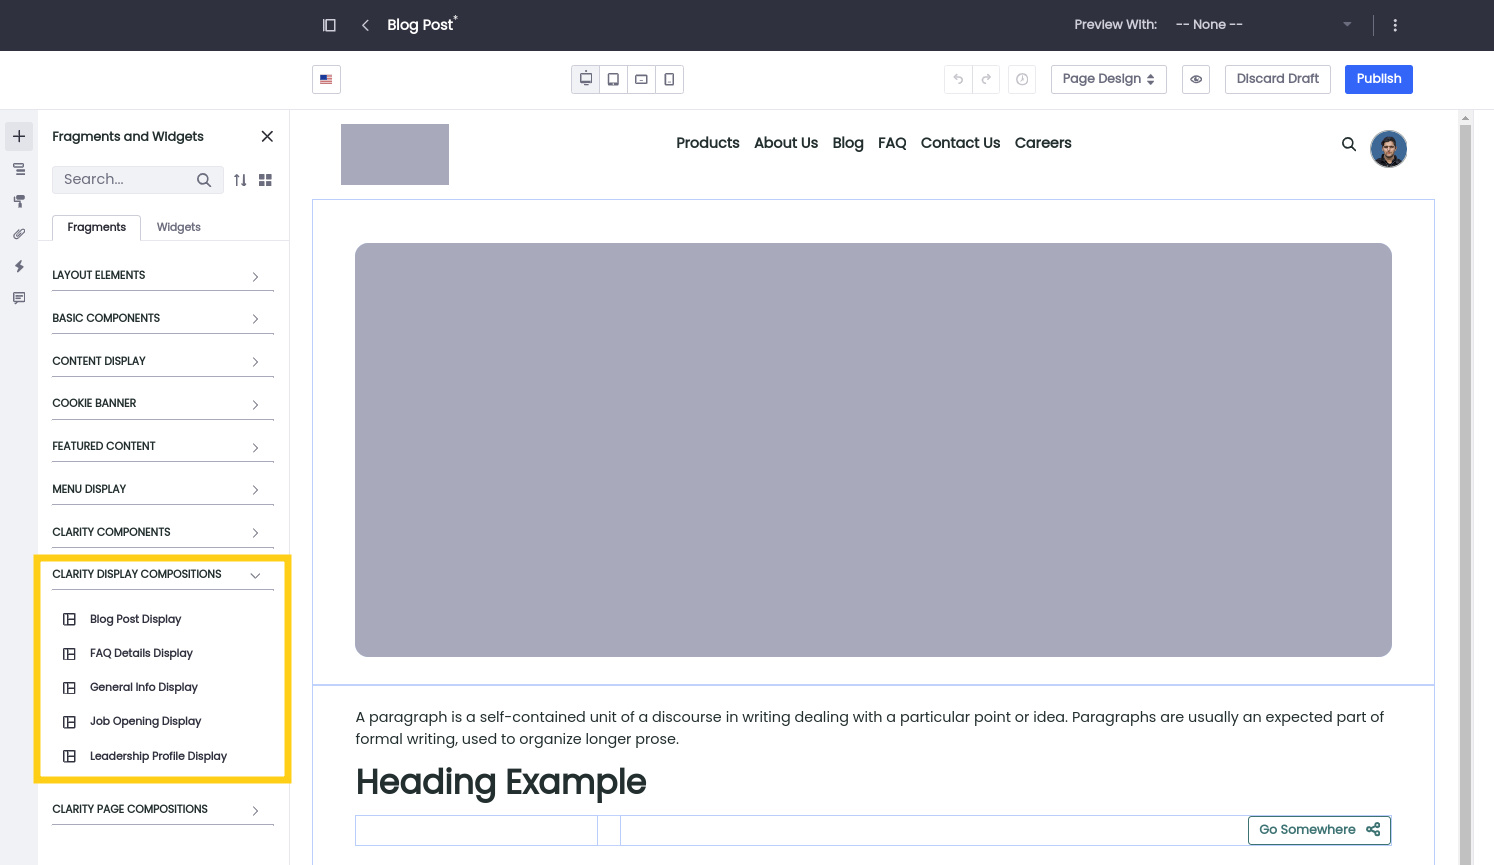 Blog Post*
Preview With: -- None --
Page Design
Discard Draft
Publish
Fragments and Widgets
Search...
Fragments
Widgets
LAYOUT ELEMENTS
BASIC COMPONENTS
CONTENT DISPLAY
COOKIE BANNER
FEATURED CONTENT
MENU DISPLAY
CLARITY COMPONENTS
CLARITY DISPLAY COMPOSITIONS
Blog Post Display
FAQ Details Display
General Info Display
Job Opening Display
Leadership Profile Display
CLARITY PAGE COMPOSITIONS
Products About Us Blog FAQ Contact Us Careers
A paragraph is a self-contained unit of a discourse in writing dealing with a particular point or idea. Paragraphs are usually an expected part of
formal writing, used to organize longer prose.
Heading Example
Go Somewhere